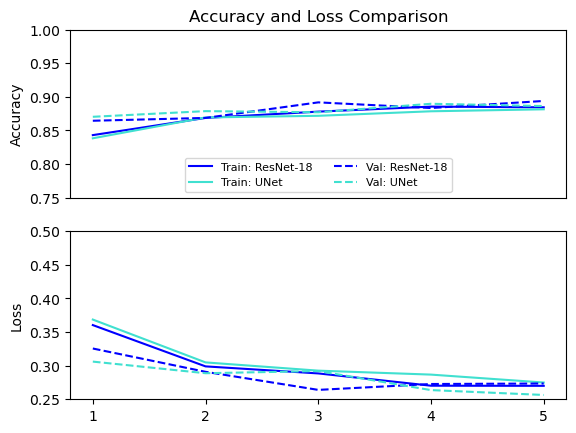 Accuracy and Loss Comparison
1.00
0.95
0.90
0.85
0.80
0.75
Accuracy
Train: ResNet-18
Train: UNet
Val: ResNet-18
Val: UNet
0.50
0.45
0.40
0.35
0.30
0.25
Loss
1 2 3 4 5